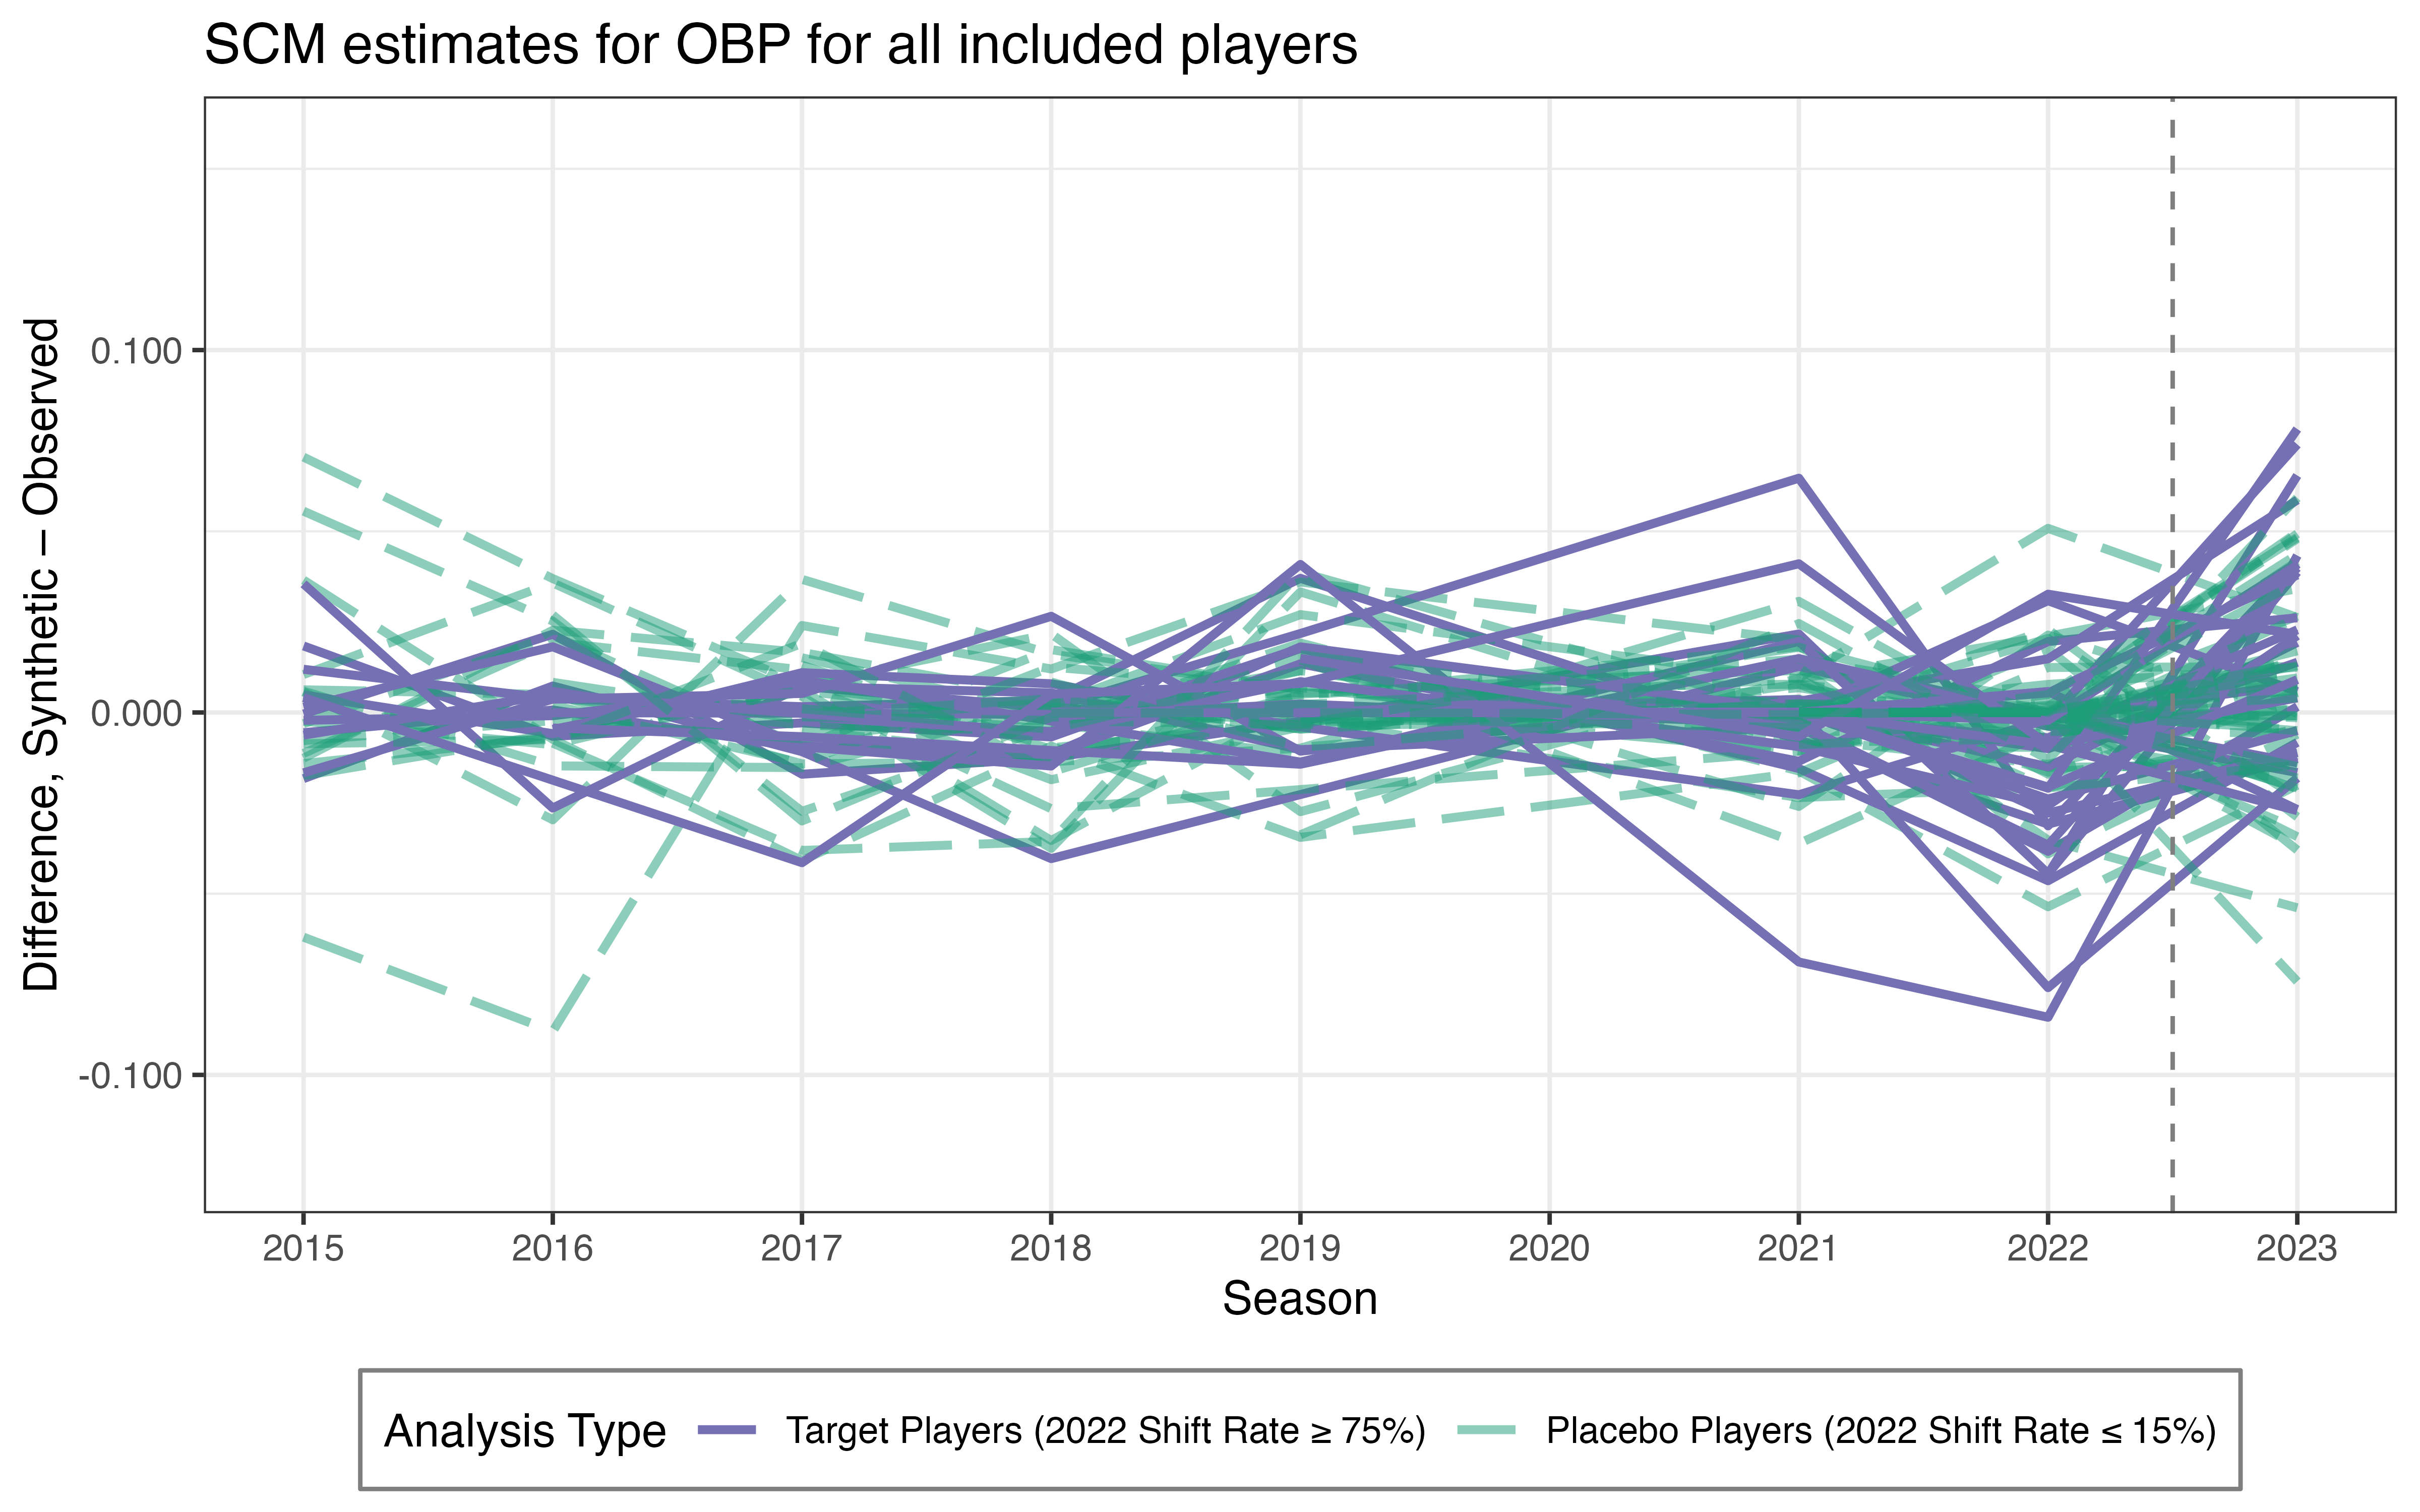 SCM estimates for OBP for all included players
Difference, Synthetic – Observed
0.100
0.000
-0.100
2015 2016 2017 2018 2019 2020 2021 2022 2023
Season
Analysis Type Target Players (2022 Shift Rate ≥ 75%) Placebo Players (2022 Shift Rate ≤ 15%)